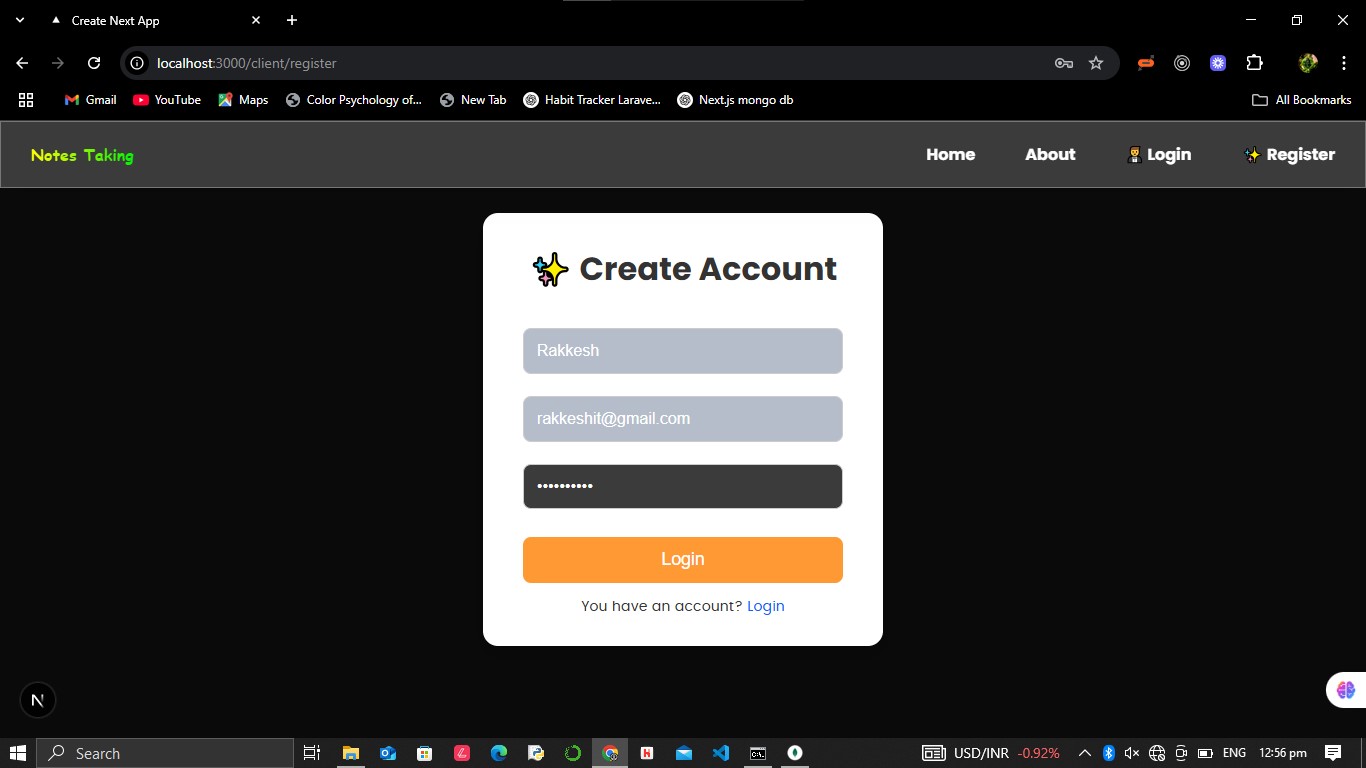 Create Next App
localhost:3000/client/register
Gmail YouTube Maps Color Psychology of... New Tab Habit Tracker Larave... Next.js mongo db All Bookmarks
Notes Taking Home About Login Register
Create Account
Rakkesh
rakkeshit@gmail.com
••••••••••
Login
You have an account? Login
N
Search USD/INR -0.92% ENG 12:56 pm